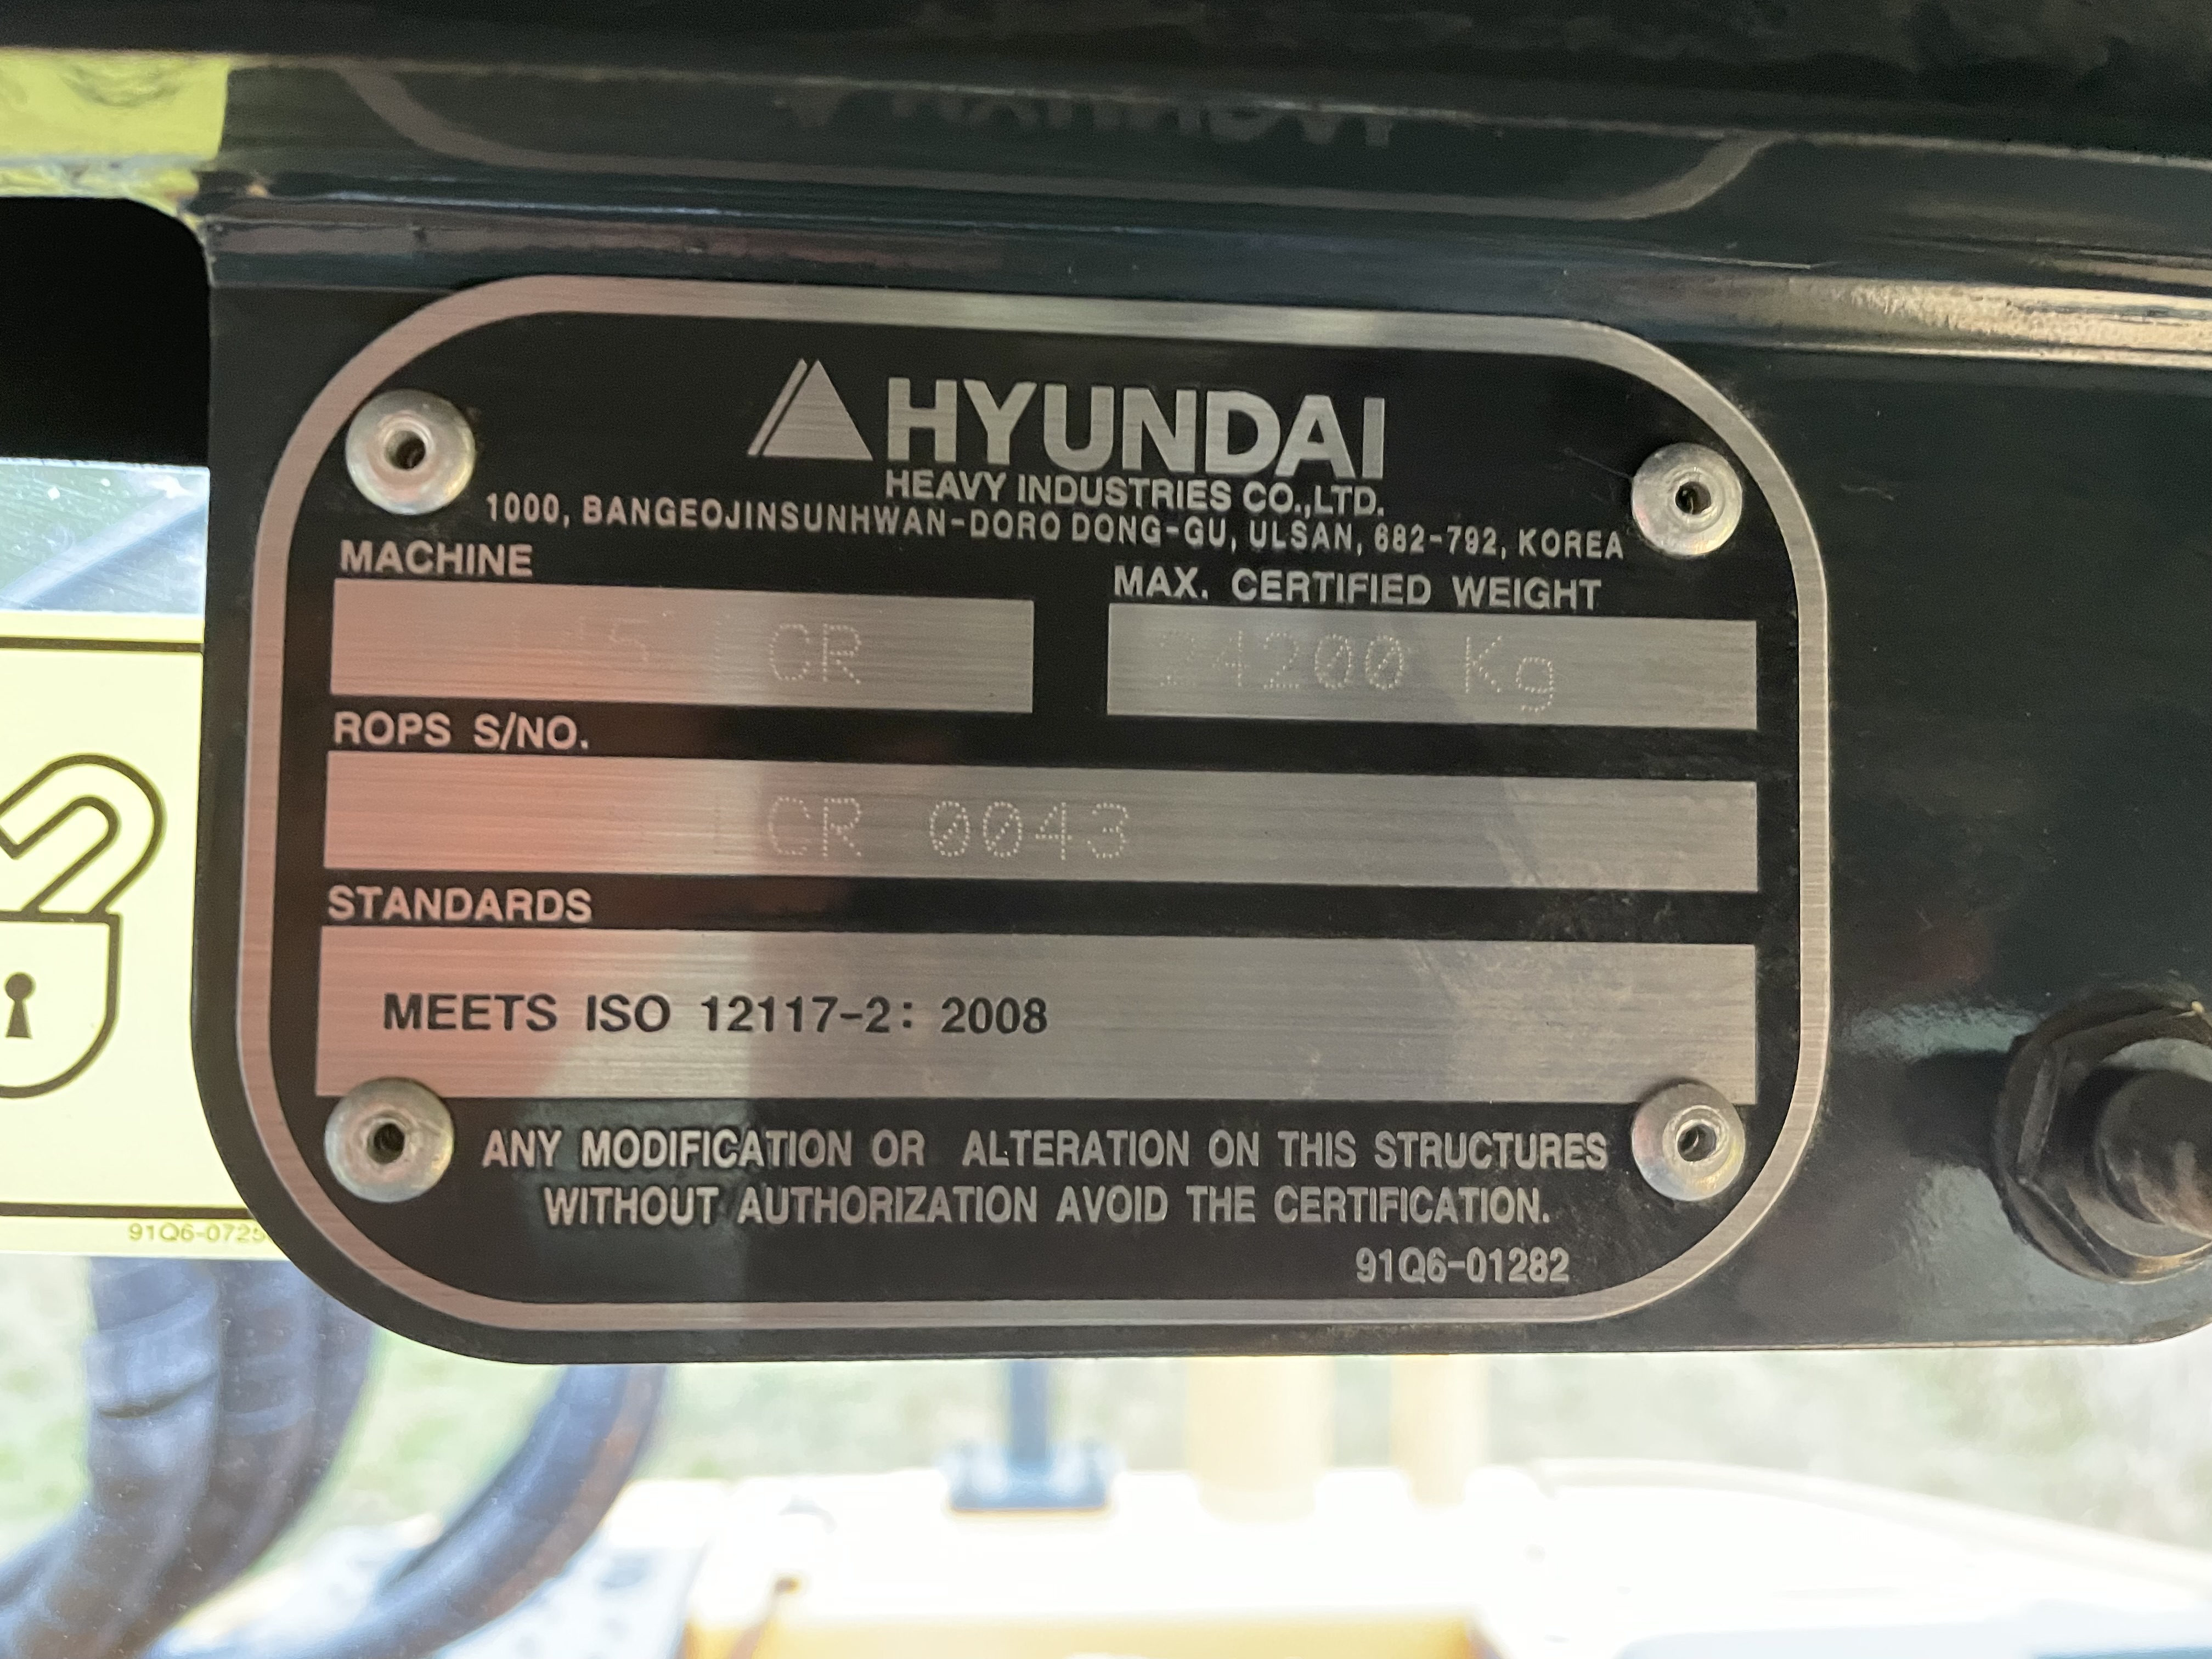 HYUNDAI
HEAVY INDUSTRIES CO.,LTD.
1000, BANGEOJINSUNHWAN-DORO DONG-GU, ULSAN, 682-792, KOREA
MACHINE
MAX. CERTIFIED WEIGHT
CR
24200 Kg
ROPS S/NO.
CR 0043
STANDARDS
MEETS ISO 12117-2: 2008
ANY MODIFICATION OR ALTERATION ON THIS STRUCTURES
WITHOUT AUTHORIZATION AVOID THE CERTIFICATION.
91Q6-01282